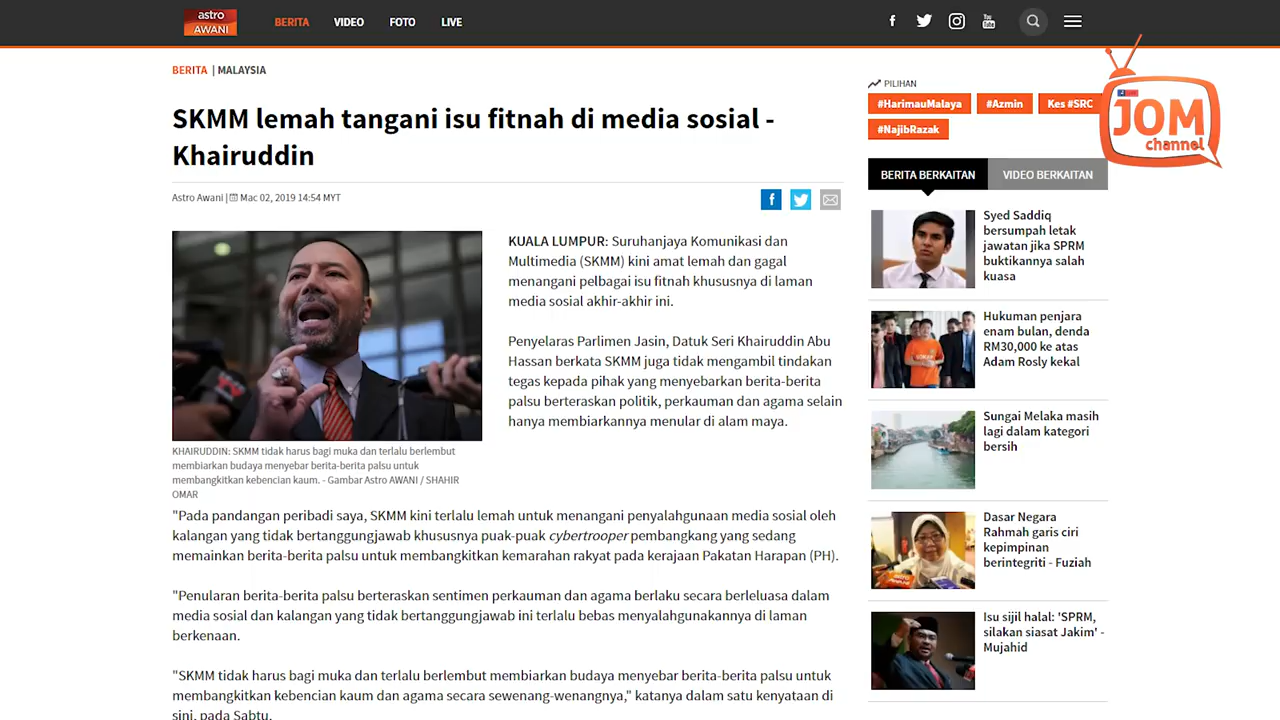 astro
AWANI
BERITA
VIDEO
FOTO
LIVE
BERITA | MALAYSIA
SKMM lemah tangani isu fitnah di media sosial -
Khairuddin
Astro Awani | Mac 02, 2019 14:54 MYT
KUALA LUMPUR: Suruhanjaya Komunikasi dan
Multimedia (SKMM) kini amat lemah dan gagal
menangani pelbagai isu fitnah khususnya di laman
media sosial akhir-akhir ini.
Penyelaras Parlimen Jasin, Datuk Seri Khairuddin Abu
Hassan berkata SKMM juga tidak mengambil tindakan
tegas kepada pihak yang menyebarkan berita-berita
palsu berteraskan politik, perkauman dan agama selain
hanya membiarkannya menular di alam maya.
KHAIRUDDIN: SKMM tidak harus bagi muka dan terlalu berlembut
membiarkan budaya menyebar berita-berita palsu untuk
membangkitkan kebencian kaum. - Gambar Astro AWANI / SHAHIR
OMAR
"Pada pandangan peribadi saya, SKMM kini terlalu lemah untuk menangani penyalahgunaan media sosial oleh
kalangan yang tidak bertanggungjawab khususnya puak-puak cybertrooper pembangkang yang sedang
memainkan berita-berita palsu untuk membangkitkan kemarahan rakyat pada kerajaan Pakatan Harapan (PH).
"Penularan berita-berita palsu berteraskan sentimen perkauman dan agama berlaku secara berleluasa dalam
media sosial dan kalangan yang tidak bertanggungjawab ini terlalu bebas menyalahgunakannya di laman
berkenaan.
"SKMM tidak harus bagi muka dan terlalu berlembut membiarkan budaya menyebar berita-berita palsu untuk
membangkitkan kebencian kaum dan agama secara sewenang-wenangnya," katanya dalam satu kenyataan di
sini, pada Sabtu.
PILIHAN
#HarimauMalaya
#Azmin
Kes #SRC
#NajibRazak
JOM
channel
BERITA BERKAITAN
VIDEO BERKAITAN
Syed Saddiq
bersumpah letak
jawatan jika SPRM
buktikannya salah
kuasa
Hukuman penjara
enam bulan, denda
RM30,000 ke atas
Adam Rosly kekal
Sungai Melaka masih
lagi dalam kategori
bersih
Dasar Negara
Rahmah garis ciri
kepimpinan
berintegriti - Fuziah
Isu sijil halal: 'SPRM,
silakan siasat Jakim' -
Mujahid